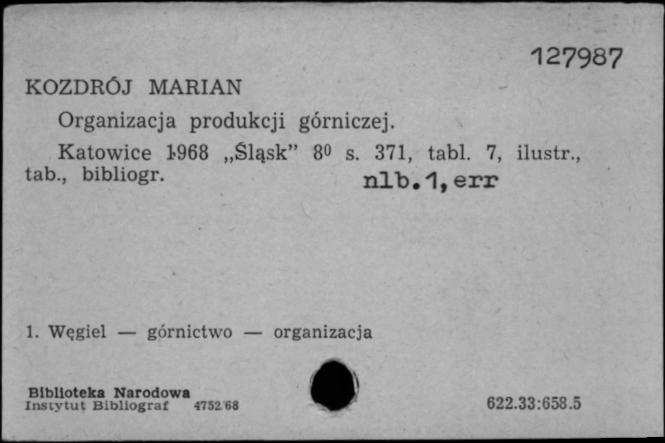 127987
KOZDRÓJ MARIAN
Organizacja produkcji górniczej.
Katowice 1968 „Śląsk” 8⁰ s. 371, tabl. 7, ilustr.,
tab., bibliogr. nlb.1, err
1. Węgiel — górnictwo — organizacja
Biblioteka Narodowa
Instytut Bibliograf 4752/68 622.33:658.5